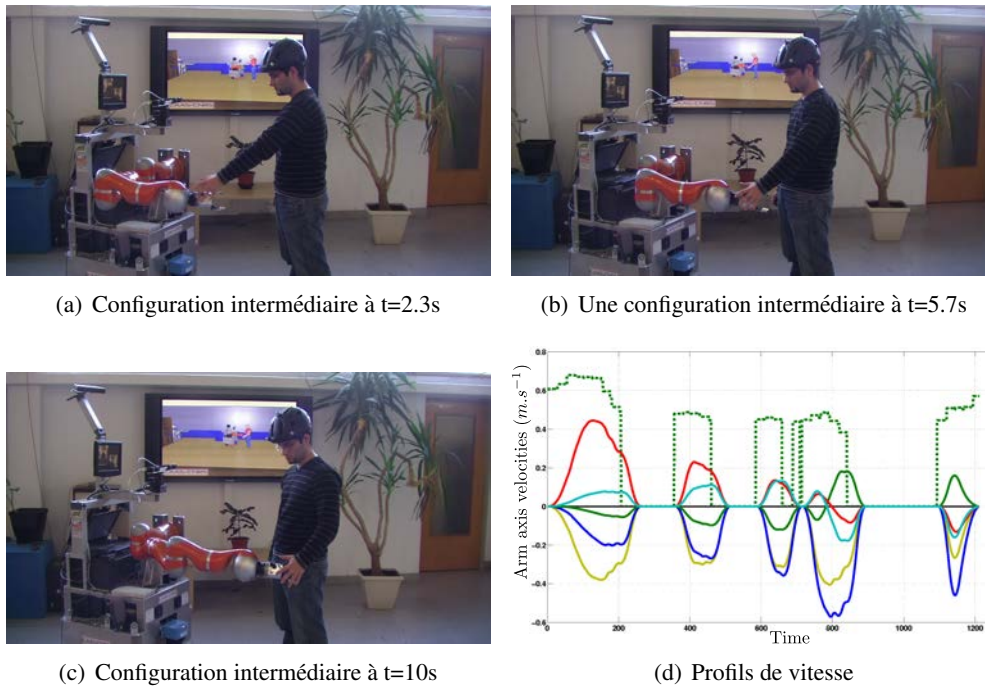 (a) Configuration intermédiaire à t=2.3s
(b) Une configuration intermédiaire à t=5.7s
(c) Configuration intermédiaire à t=10s
0.8
0.6
0.4
0.2
0
-0.2
-0.4
-0.6
Arm axis velocities (m.s⁻¹)
0 200 400 600 800 1000 1200
Time
(d) Profils de vitesse